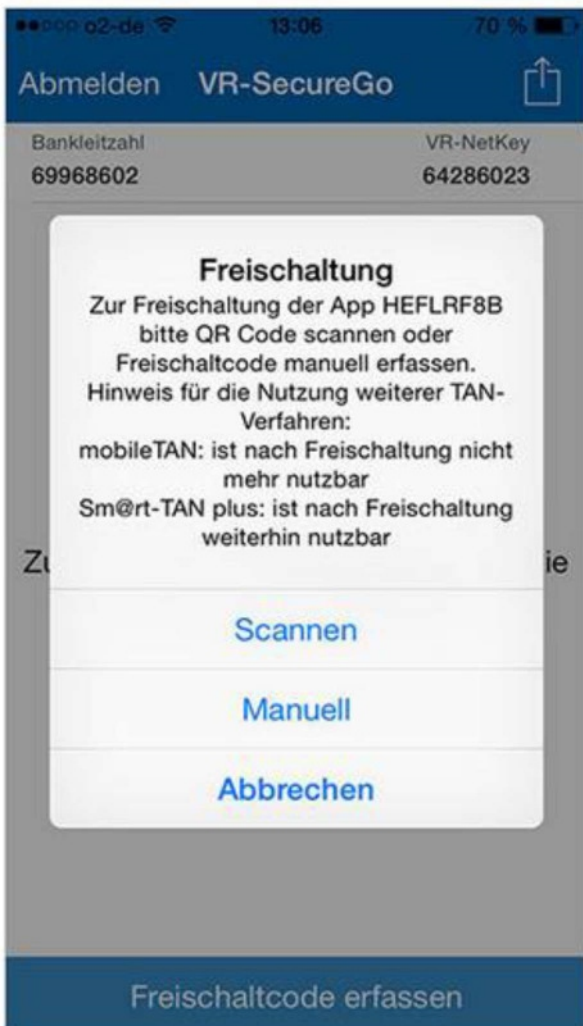 o2-de 13:06 70 %
Abmelden VR-SecureGo
Bankleitzahl VR-NetKey
69968602 64286023
Freischaltung
Zur Freischaltung der App HEFLRF8B
bitte QR Code scannen oder
Freischaltcode manuell erfassen.
Hinweis für die Nutzung weiterer TAN-
Verfahren:
mobileTAN: ist nach Freischaltung nicht
mehr nutzbar
Sm@rt-TAN plus: ist nach Freischaltung
weiterhin nutzbar
Zu ie
Scannen
Manuell
Abbrechen
Freischaltcode erfassen